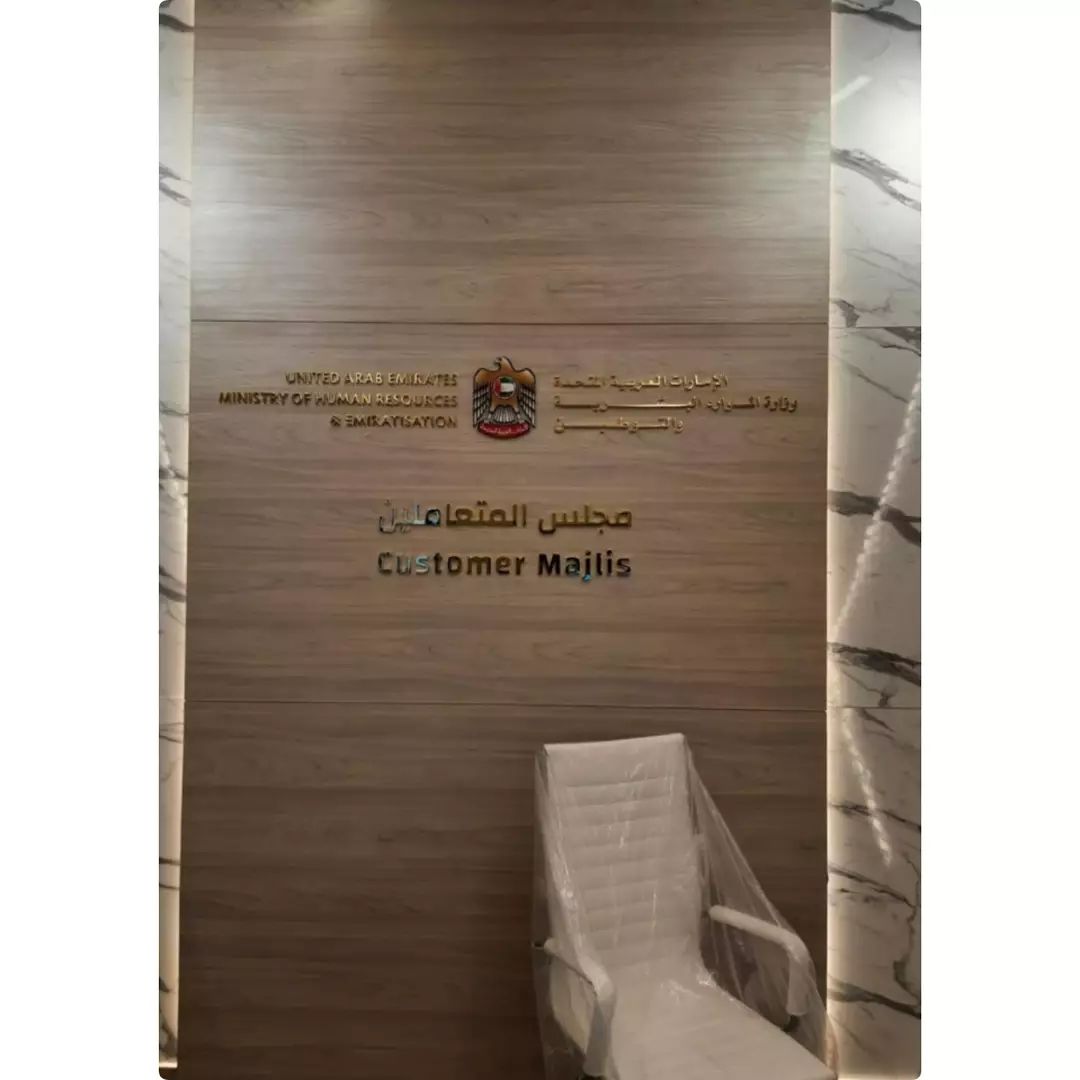 UNITED ARAB EMIRATES
MINISTRY OF HUMAN RESOURCES
& EMIRATISATION
الإمارات العربية المتحدة
وزارة الموارد البشرية
والتوطين
مجلس المتعاملين
Customer Majlis